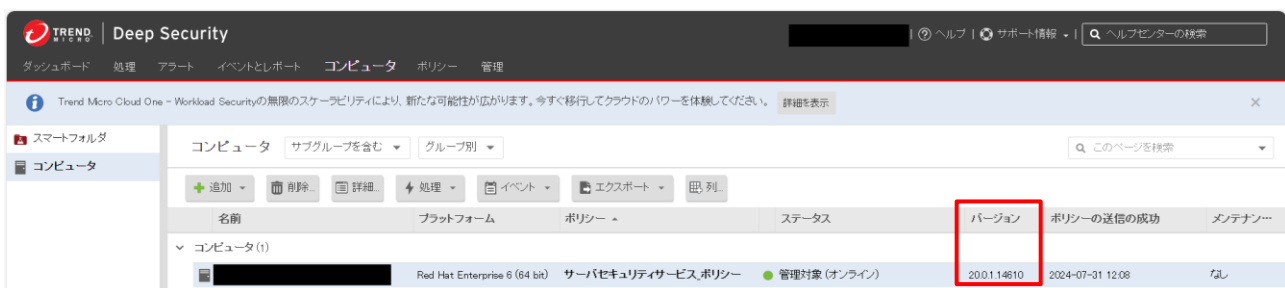 TREND MICRO | Deep Security
| ヘルプ | サポート情報 | ヘルプセンターの検索
ダッシュボード 処理 アラート イベントとレポート コンピュータ ポリシー 管理
Trend Micro Cloud One - Workload Securityの無限のスケーラビリティにより、新たな可能性が広がります。今すぐ移行してクラウドのパワーを体験してください。 詳細を表示
スマートフォルダ
コンピュータ
コンピュータ サブグループを含む グループ別 このページを検索
追加 削除... 詳細... 処理 イベント エクスポート 列...
名前 プラットフォーム ポリシー ステータス バージョン ポリシーの送信の成功 メンテナン…
コンピュータ (1)
Red Hat Enterprise 6 (64 bit) サーバセキュリティサービス_ポリシー 管理対象 (オンライン) 20.0.1.14610 2024-07-31 12:08 なし